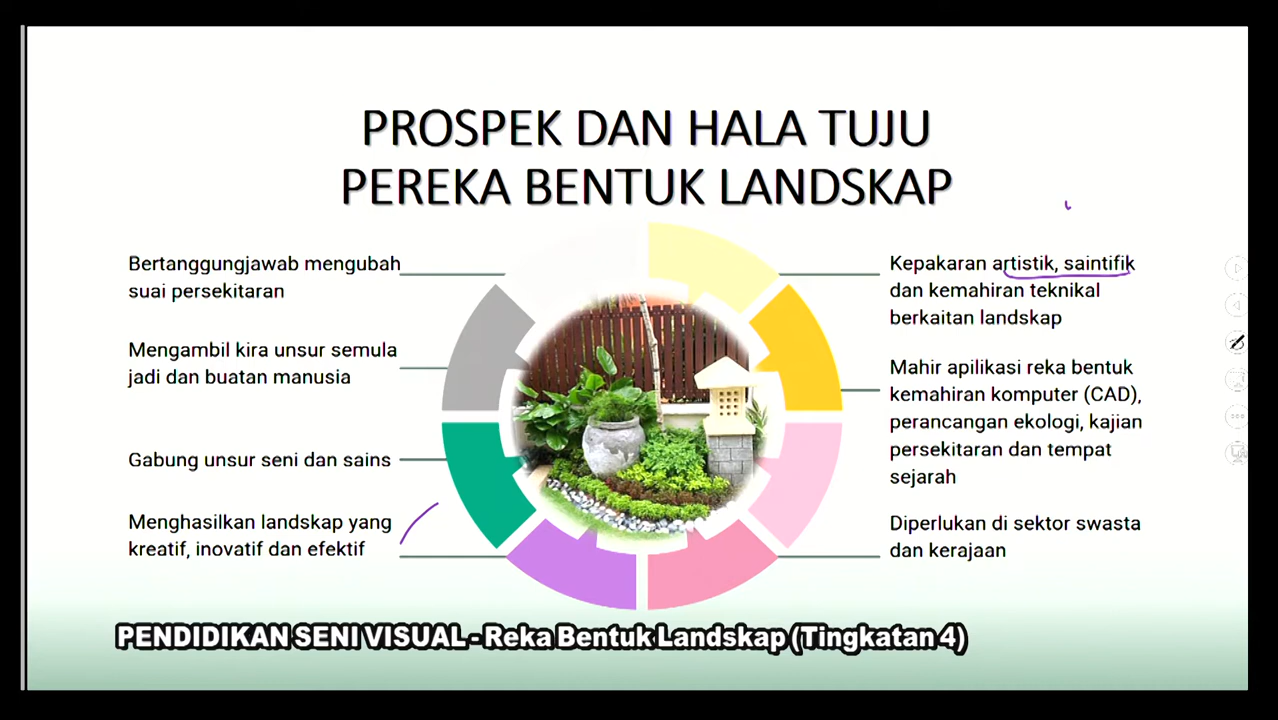 PROSPEK DAN HALA TUJU
PEREKA BENTUK LANDSKAP
Bertanggungjawab mengubah
suai persekitaran
Mengambil kira unsur semula
jadi dan buatan manusia
Gabung unsur seni dan sains
Menghasilkan landskap yang
kreatif, inovatif dan efektif
Kepakaran artistik, saintifik
dan kemahiran teknikal
berkaitan landskap
Mahir apilikasi reka bentuk
kemahiran komputer (CAD),
perancangan ekologi, kajian
persekitaran dan tempat
sejarah
Diperlukan di sektor swasta
dan kerajaan
PENDIDIKAN SENI VISUAL - Reka Bentuk Landskap (Tingkatan 4)